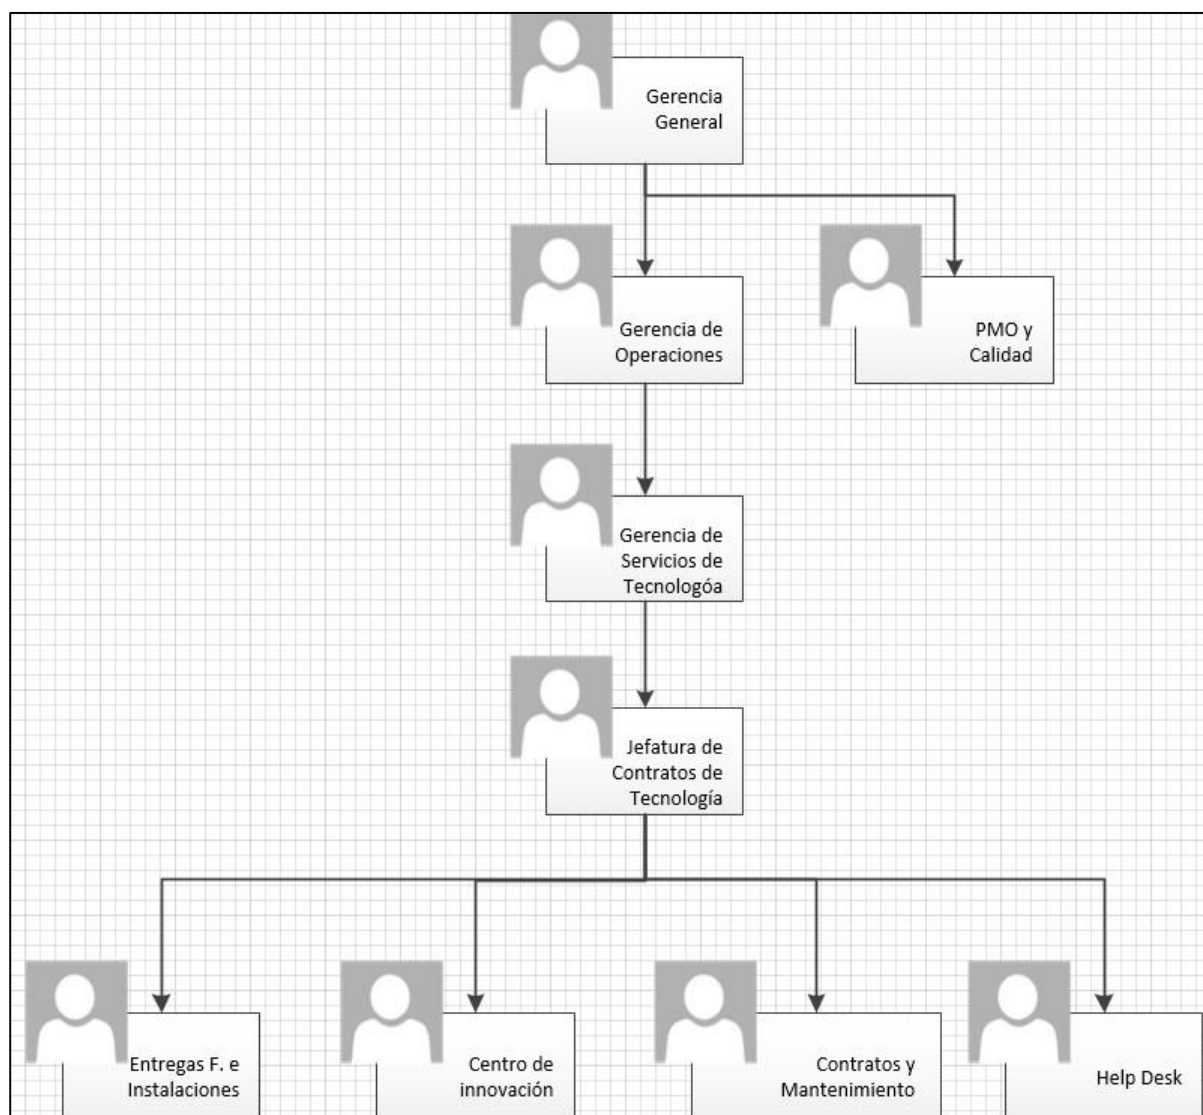 Gerencia
General
Gerencia de
Operaciones
PMO y
Calidad
Gerencia de
Servicios de
Tecnologóa
Jefatura de
Contratos de
Tecnología
Entregas F. e
Instalaciones
Centro de
innovación
Contratos y
Mantenimiento
Help Desk